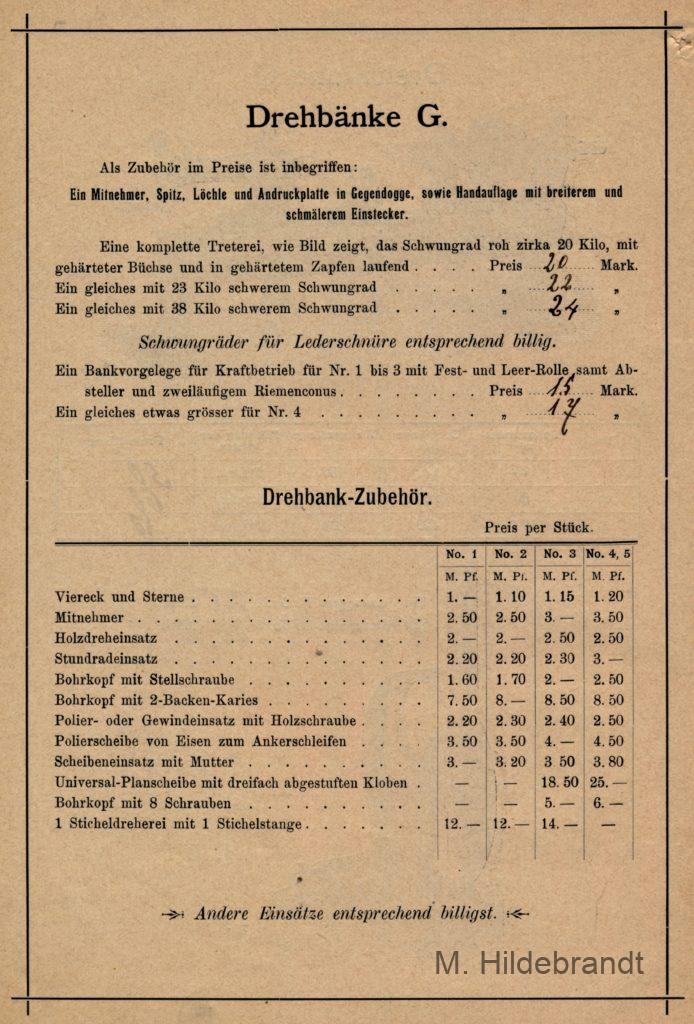 Drehbänke G.
Als Zubehör im Preise ist inbegriffen:
Ein Mitnehmer, Spitz, Löchle und Andruckplatte in Gegendogge, sowie Handauflage mit breiterem und
schmälerem Einstecker.
Eine komplette Treterei, wie Bild zeigt, das Schwungrad roh zirka 20 Kilo, mit
gehärteter Büchse und in gehärtetem Zapfen laufend . . . . Preis 20 Mark.
Ein gleiches mit 23 Kilo schwerem Schwungrad . . . . . „ 22 „
Ein gleiches mit 38 Kilo schwerem Schwungrad . . . . . „ 24 „
Schwungräder für Lederschnüre entsprechend billig.
Ein Bankvorgelege für Kraftbetrieb für Nr. 1 bis 3 mit Fest- und Leer-Rolle samt Ab-
steller und zweiläufigem Riemenconus . . . . . . . Preis 15 Mark.
Ein gleiches etwas grösser für Nr. 4 . . . . . . . . . „ 17 „
Drehbank-Zubehör.
Preis per Stück.
No. 1 No. 2 No. 3 No. 4, 5
M. Pf. M. Pf. M. Pf. M. Pf.
Viereck und Sterne . . . . . . . . . . . . . 1. — 1. 10 1. 15 1. 20
Mitnehmer . . . . . . . . . . . . . . . . 2. 50 2. 50 3. — 3. 50
Holzdreheinsatz . . . . . . . . . . . . . . 2. — 2. — 2. 50 2. 50
Stundradeinsatz . . . . . . . . . . . . . . 2. 20 2. 20 2. 30 3. —
Bohrkopf mit Stellschraube . . . . . . . . . . 1. 60 1. 70 2. — 2. 50
Bohrkopf mit 2-Backen-Karies . . . . . . . . . 7. 50 8. — 8. 50 8. 50
Polier- oder Gewindeinsatz mit Holzschraube . . . . 2. 20 2. 30 2. 40 2. 50
Polierscheibe von Eisen zum Ankerschleifen . . . . 3. 50 3. 50 4. — 4. 50
Scheibeneinsatz mit Mutter . . . . . . . . . . 3. — 3. 20 3 50 3. 80
Universal-Planscheibe mit dreifach abgestuften Kloben . — — 18. 50 25. —
Bohrkopf mit 8 Schrauben . . . . . . . . . . — — 5. — 6. —
1 Sticheldreherei mit 1 Stichelstange . . . . . . . 12. — 12. — 14. — —
Andere Einsätze entsprechend billigst.
M. Hildebrandt